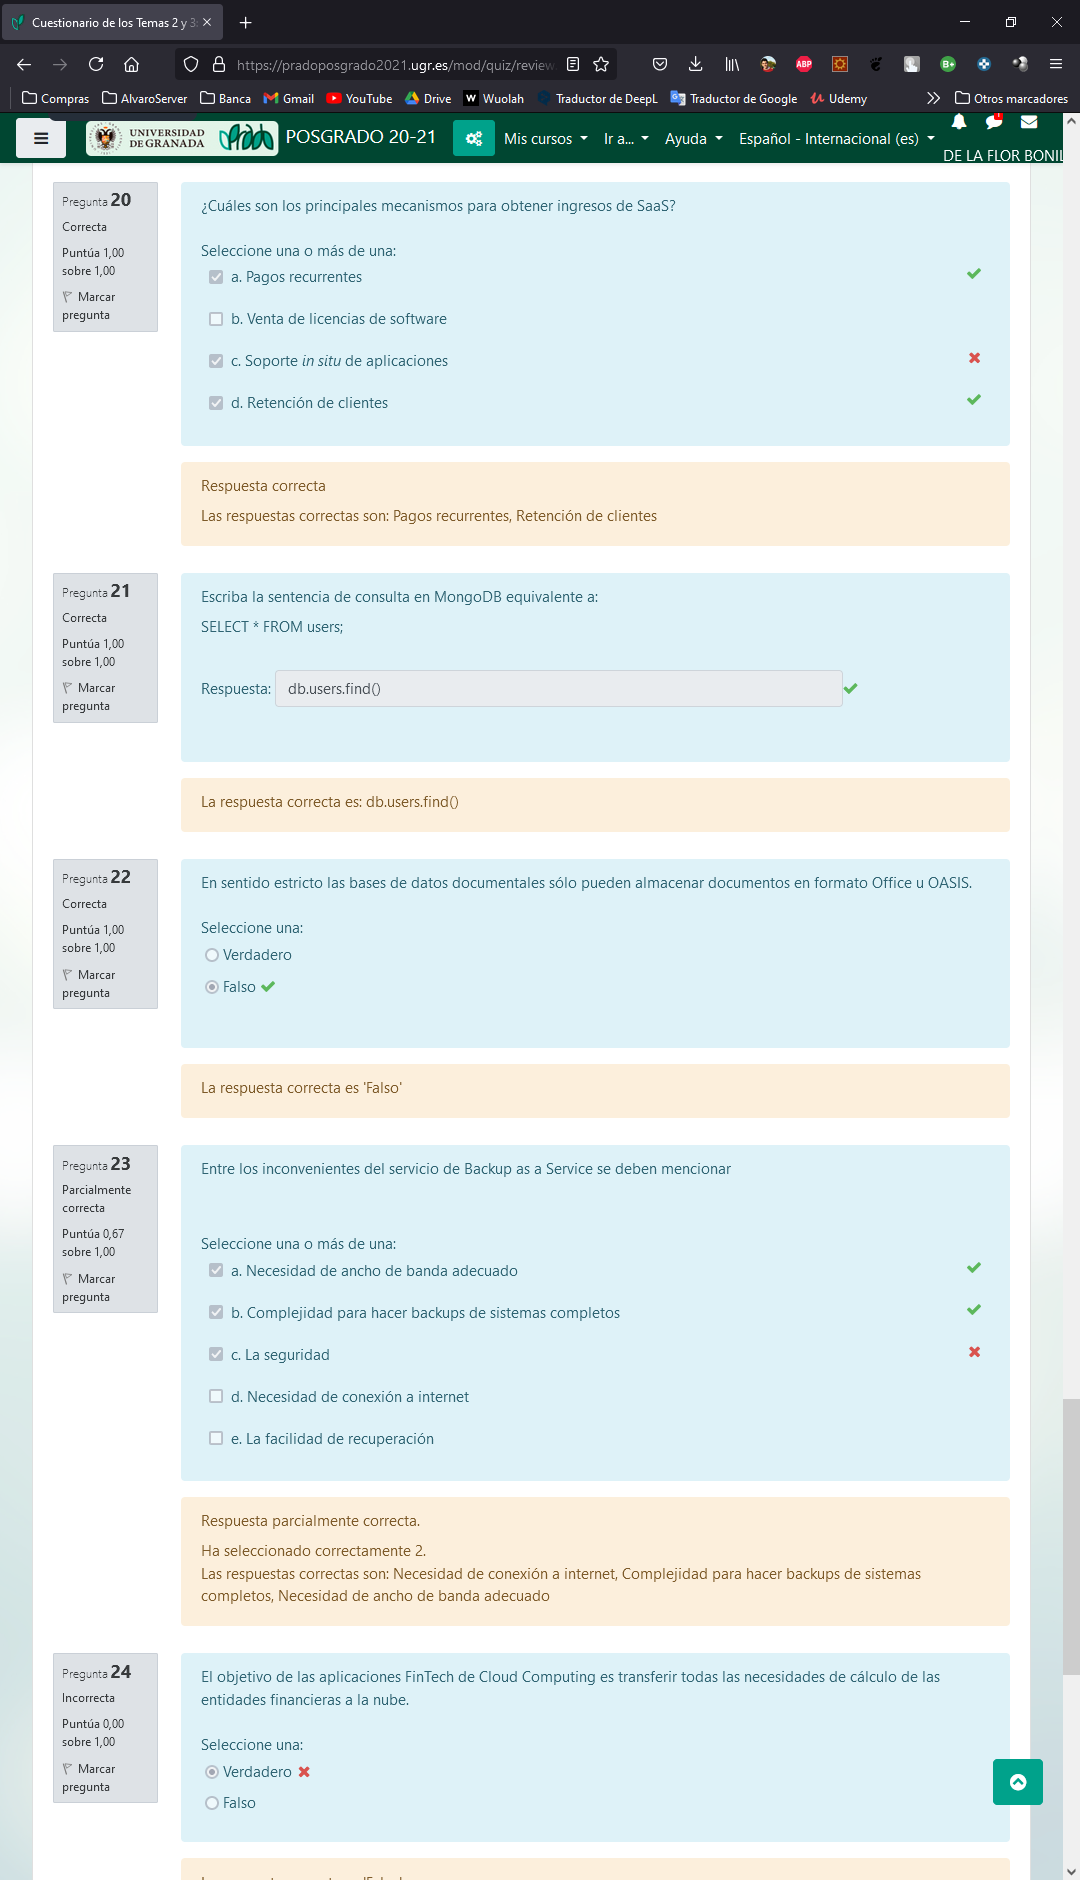 Cuestionario de los Temas 2 y 3:
https://pradoposgrado2021.ugr.es/mod/quiz/review.
Compras AlvaroServer Banca Gmail YouTube Drive Wuolah Traductor de DeepL Traductor de Google Udemy Otros marcadores
UNIVERSIDAD DE GRANADA POSGRADO 20-21 Mis cursos Ir a... Ayuda Español - Internacional (es)
DE LA FLOR BONIL
Pregunta 20
Correcta
Puntúa 1,00
sobre 1,00
Marcar
pregunta
¿Cuáles son los principales mecanismos para obtener ingresos de SaaS?
Seleccione una o más de una:
a. Pagos recurrentes
b. Venta de licencias de software
c. Soporte in situ de aplicaciones
d. Retención de clientes
Respuesta correcta
Las respuestas correctas son: Pagos recurrentes, Retención de clientes
Pregunta 21
Correcta
Puntúa 1,00
sobre 1,00
Marcar
pregunta
Escriba la sentencia de consulta en MongoDB equivalente a:
SELECT * FROM users;
Respuesta: db.users.find()
La respuesta correcta es: db.users.find()
Pregunta 22
Correcta
Puntúa 1,00
sobre 1,00
Marcar
pregunta
En sentido estricto las bases de datos documentales sólo pueden almacenar documentos en formato Office u OASIS.
Seleccione una:
Verdadero
Falso
La respuesta correcta es 'Falso'
Pregunta 23
Parcialmente
correcta
Puntúa 0,67
sobre 1,00
Marcar
pregunta
Entre los inconvenientes del servicio de Backup as a Service se deben mencionar
Seleccione una o más de una:
a. Necesidad de ancho de banda adecuado
b. Complejidad para hacer backups de sistemas completos
c. La seguridad
d. Necesidad de conexión a internet
e. La facilidad de recuperación
Respuesta parcialmente correcta.
Ha seleccionado correctamente 2.
Las respuestas correctas son: Necesidad de conexión a internet, Complejidad para hacer backups de sistemas
completos, Necesidad de ancho de banda adecuado
Pregunta 24
Incorrecta
Puntúa 0,00
sobre 1,00
Marcar
pregunta
El objetivo de las aplicaciones FinTech de Cloud Computing es transferir todas las necesidades de cálculo de las
entidades financieras a la nube.
Seleccione una:
Verdadero
Falso